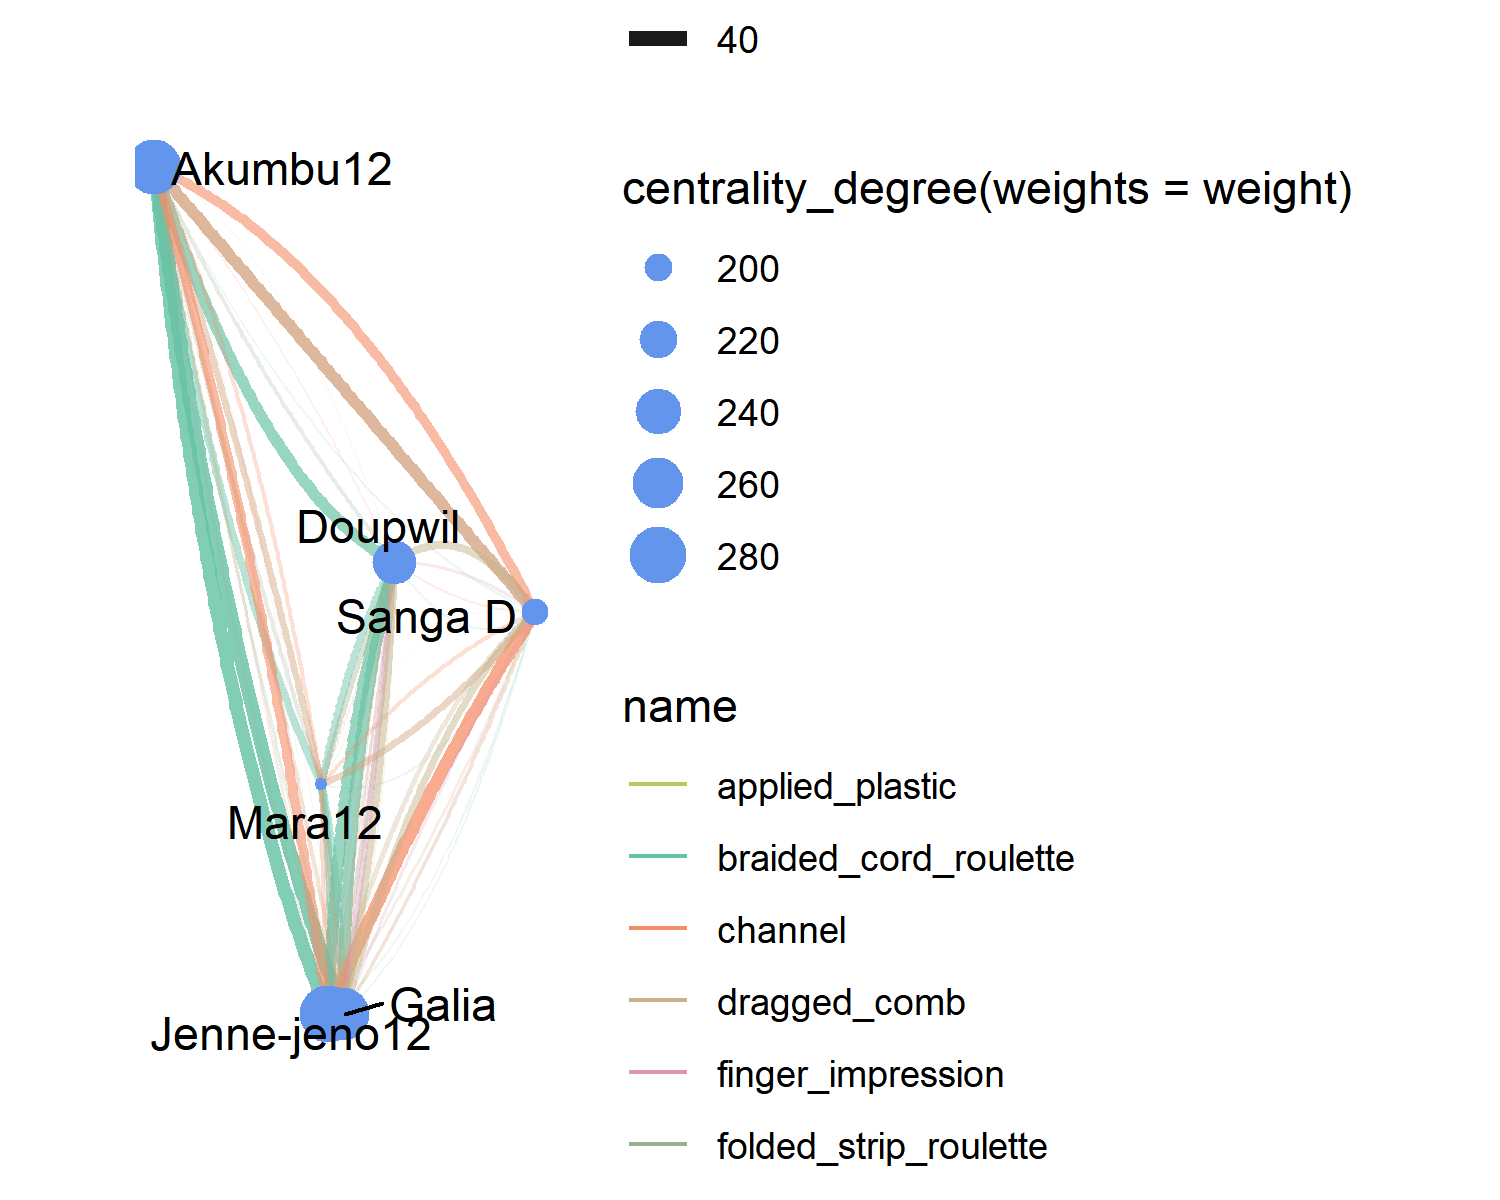 40
Akumbu12
centrality_degree(weights = weight)
200
220
240
260
280
Doupwil
Sanga D
name
applied_plastic
Mara12
braided_cord_roulette
channel
dragged_comb
Galia
Jenne-jeno12
finger_impression
folded_strip_roulette